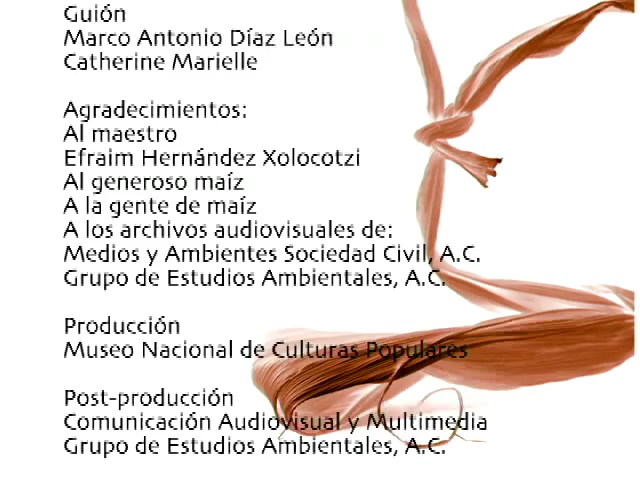 Guión
Marco Antonio Díaz León
Catherine Marielle
Agradecimientos:
Al maestro
Efraim Hernández Xolocotzi
Al generoso maíz
A la gente de maíz
A los archivos audiovisuales de:
Medios y Ambientes Sociedad Civil, A.C.
Grupo de Estudios Ambientales, A.C.
Producción
Museo Nacional de Culturas Populares
Post-producción
Comunicación Audiovisual y Multimedia
Grupo de Estudios Ambientales, A.C.